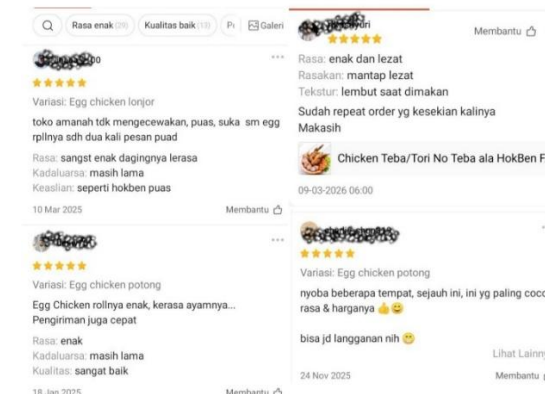 Rasa enak (29)
Kualitas baik (13)
Galeri
00
Variasi: Egg chicken lonjor
toko amanah tdk mengecewakan, puas, suka sm egg
rpllnya sdh dua kali pesan puad
Rasa: sangst enak dagingnya lerasa
Kadaluarsa: masih lama
Keaslian: seperti hokben puas
10 Mar 2025
Membantu
Variasi: Egg chicken potong
Egg Chicken rollnya enak, kerasa ayamnya...
Pengiriman juga cepat
Rasa: enak
Kadaluarsa: masih lama
Kualitas: sangat baik
18 Jan 2025
Membantu
Membantu
Rasa: enak dan lezat
Rasakan: mantap lezat
Tekstur: lembut saat dimakan
Sudah repeat order yg kesekian kalinya
Makasih
Chicken Teba/Tori No Teba ala HokBen F
09-03-2026 06:00
Variasi: Egg chicken potong
nyoba beberapa tempat, sejauh ini, ini yg paling coco
rasa & harganya 👍😄
bisa jd langganan nih 😬
Lihat Lainn
24 Nov 2025
Membantu